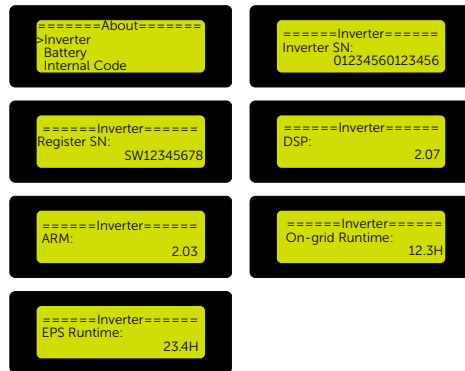 =======About=======
>Inverter
Battery
Internal Code
======Inverter======
Inverter SN:
01234560123456
======Inverter======
Register SN:
SW12345678
======Inverter======
DSP:
2.07
======Inverter======
ARM:
2.03
======Inverter======
On-grid Runtime:
12.3H
======Inverter======
EPS Runtime:
23.4H